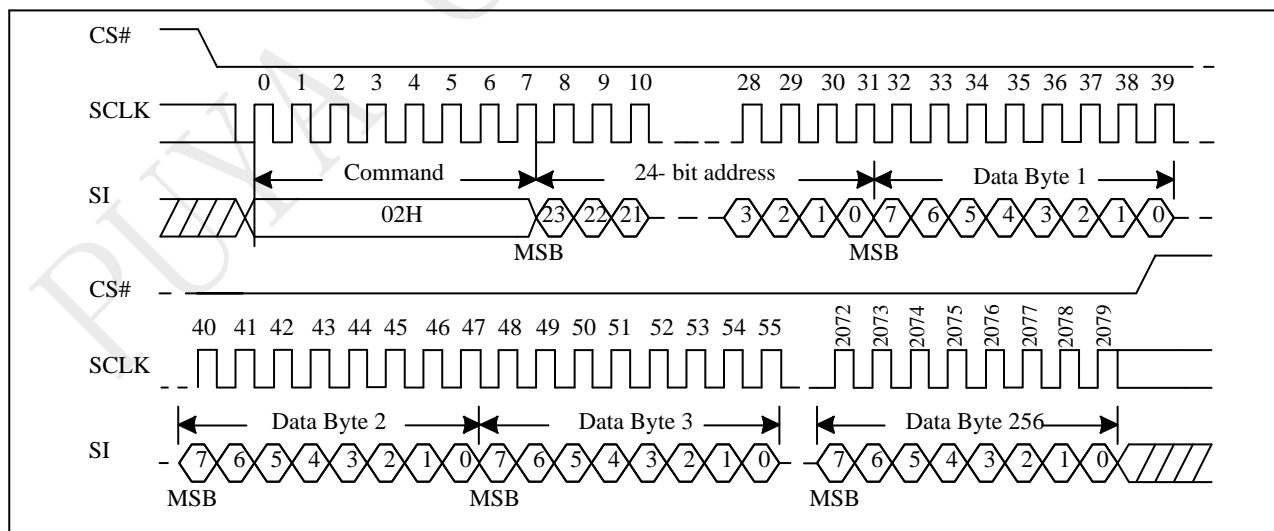 CS#
0 1 2 3 4 5 6 7 8 9 10 28 29 30 31 32 33 34 35 36 37 38 39
SCLK
Command 24- bit address Data Byte 1
SI
02H 23 22 21 3 2 1 0 7 6 5 4 3 2 1 0
MSB MSB
CS#
40 41 42 43 44 45 46 47 48 49 50 51 52 53 54 55 2072 2073 2074 2075 2076 2077 2078 2079
SCLK
Data Byte 2 Data Byte 3 Data Byte 256
SI
7 6 5 4 3 2 1 0 7 6 5 4 3 2 1 0 7 6 5 4 3 2 1 0
MSB MSB MSB
PUYA